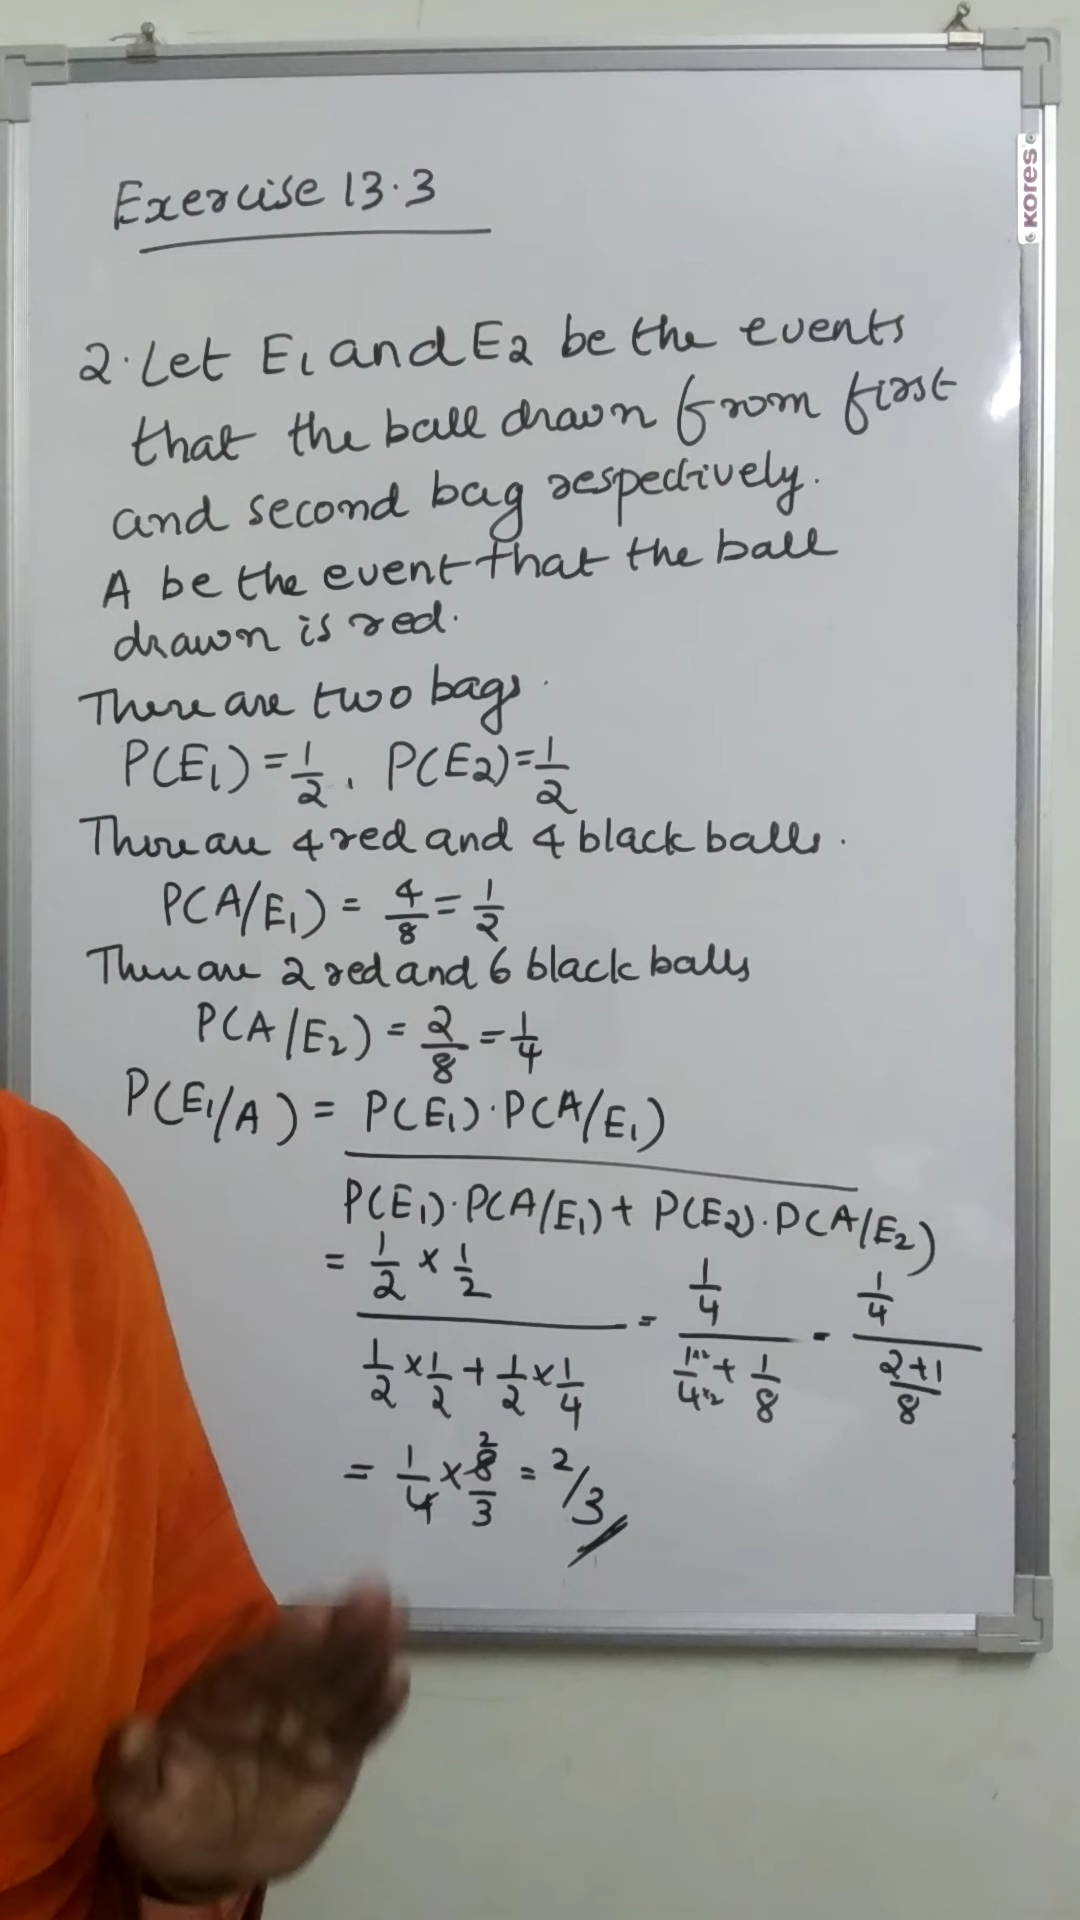 KORES
Exercise 13.3
2. Let E1 and E2 be the events
that the ball drawn from first
and second bag respectively.
A be the event that the ball
drawn is red.
There are two bags.
P(E1) = 1/2, P(E2) = 1/2
There are 4 red and 4 black balls.
P(A/E1) = 4/8 = 1/2
There are 2 red and 6 black balls
P(A/E2) = 2/8 = 1/4
P(E1/A) = P(E1).P(A/E1)
P(E1).P(A/E1) + P(E2).P(A/E2)
= 1/2 × 1/2 = 1/4 = 1/4
1/2 × 1/2 + 1/2 × 1/4   1×2/4×2 + 1/8   2+1/8
= 1/4 × 8/3 = 2/3
2